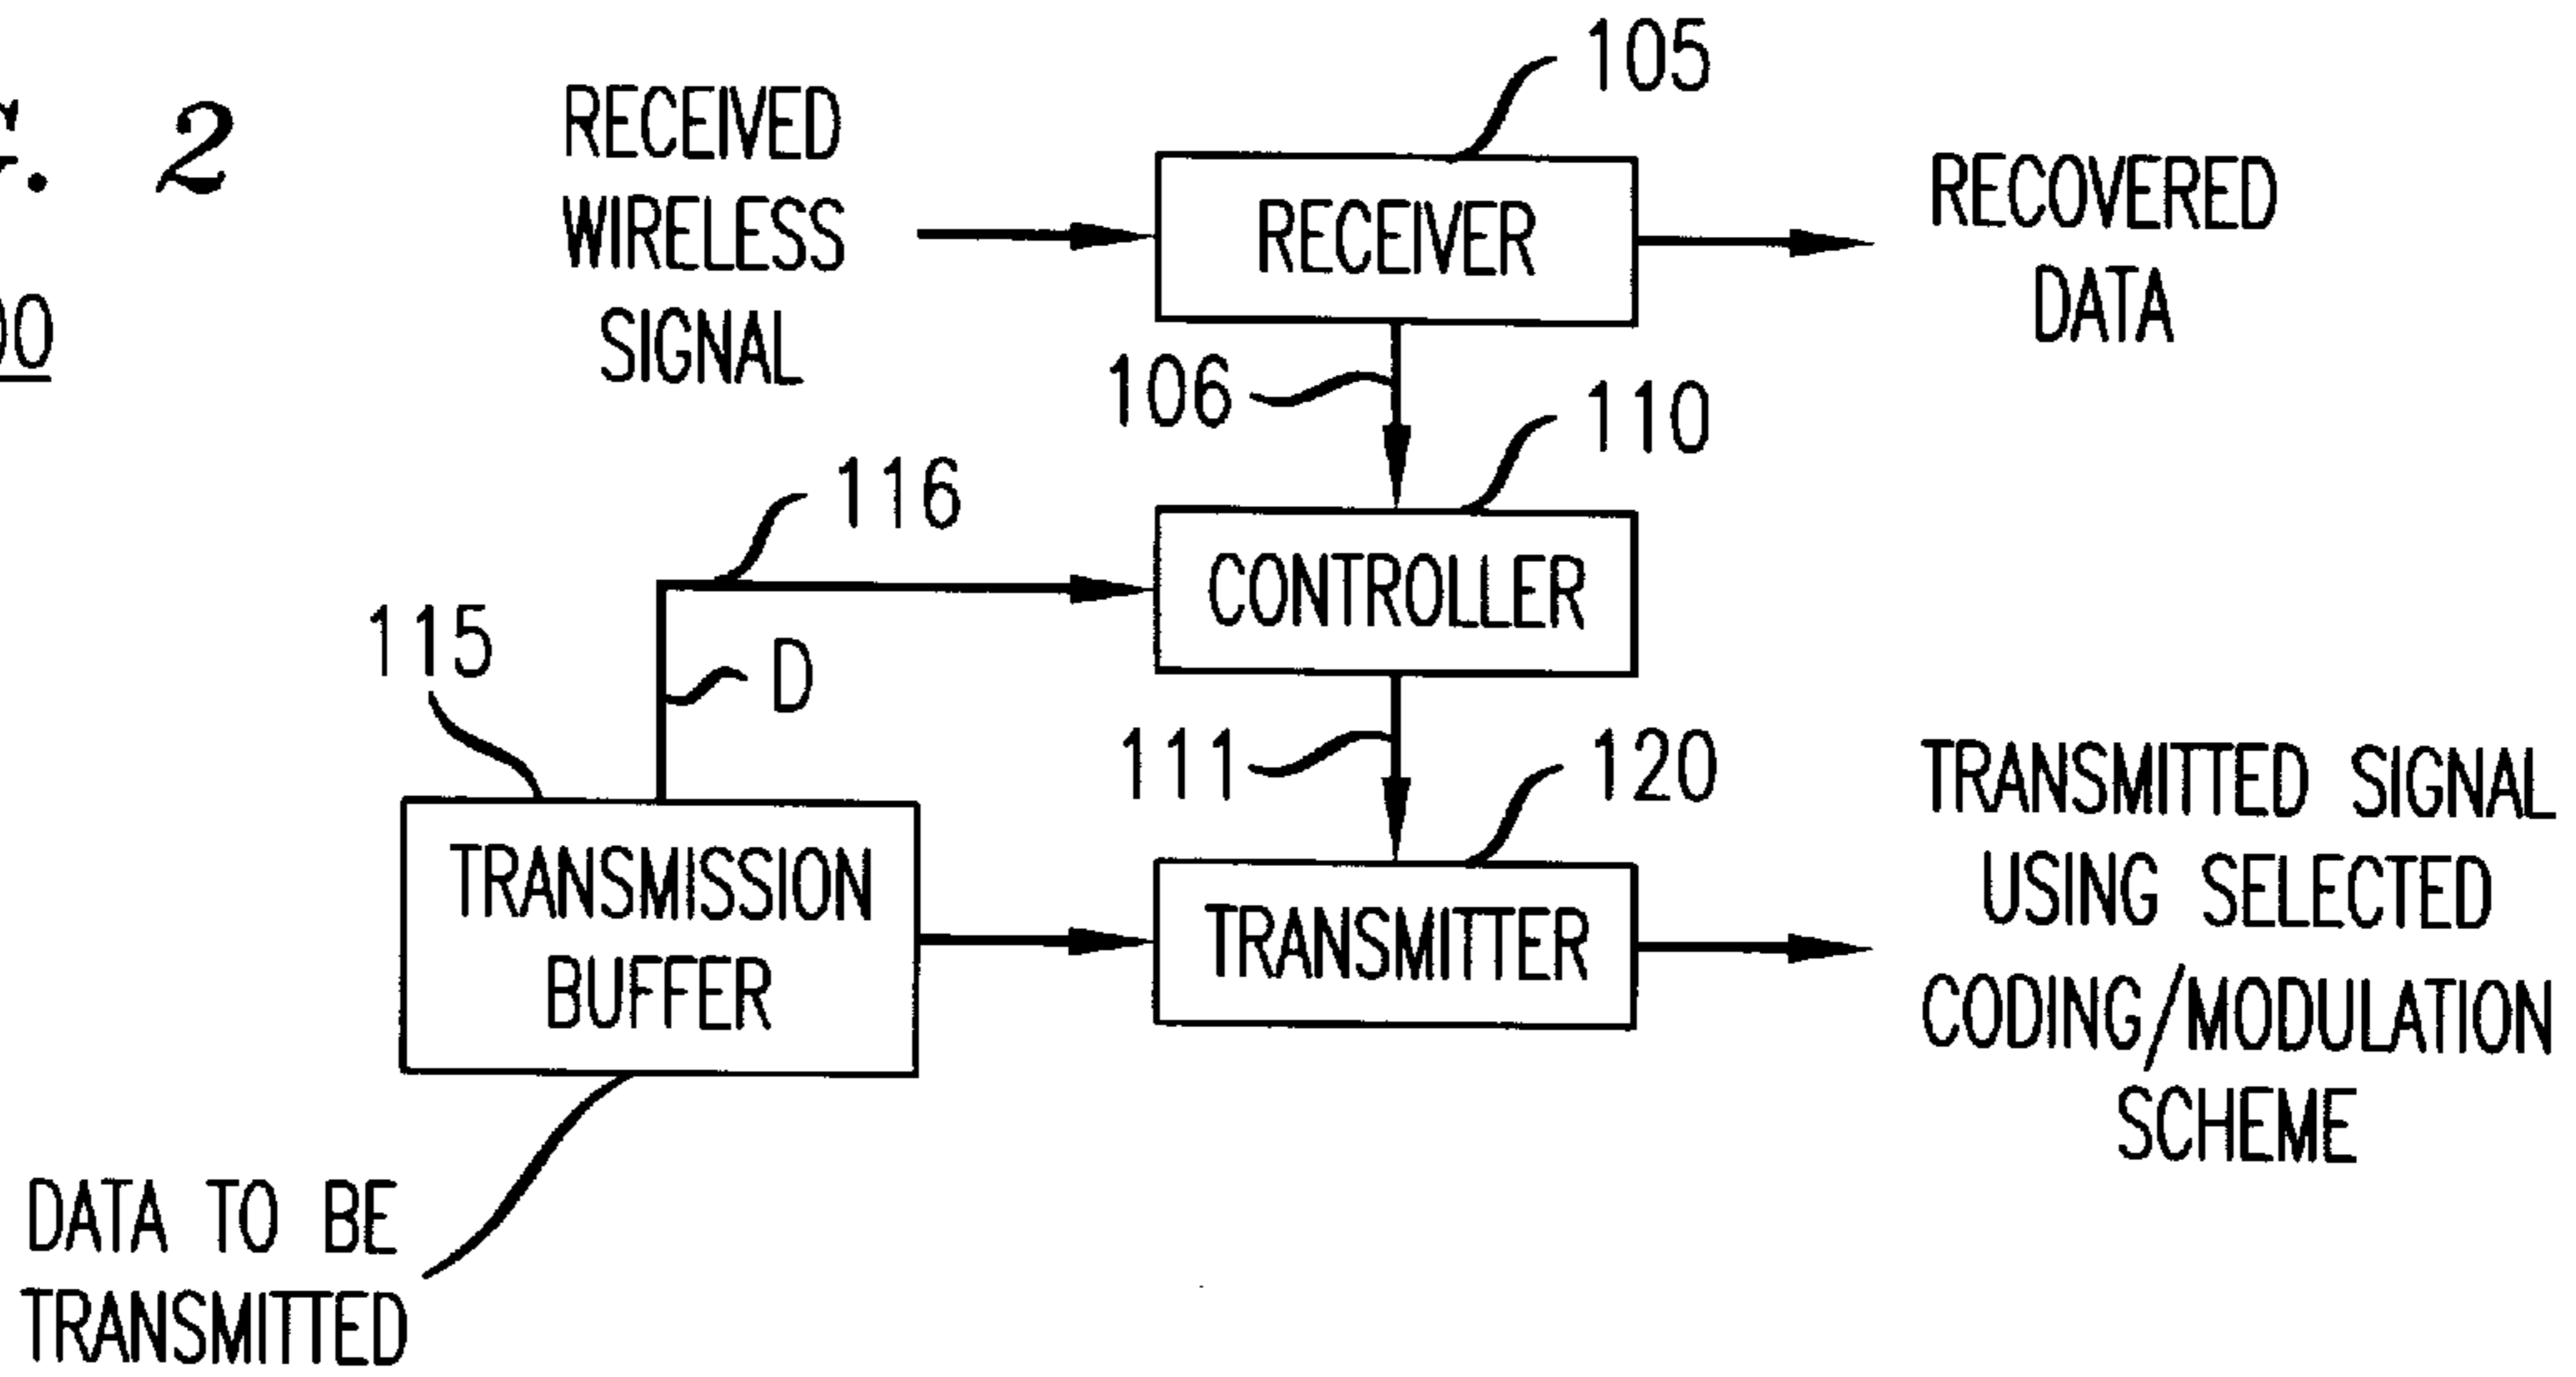 . 2
00
RECEIVED
WIRELESS
SIGNAL
105
RECEIVER
RECOVERED
DATA
106
110
116
CONTROLLER
115
D
111
120
TRANSMISSION
BUFFER
TRANSMITTER
TRANSMITTED SIGNAL
USING SELECTED
CODING/MODULATION
SCHEME
DATA TO BE
TRANSMITTED